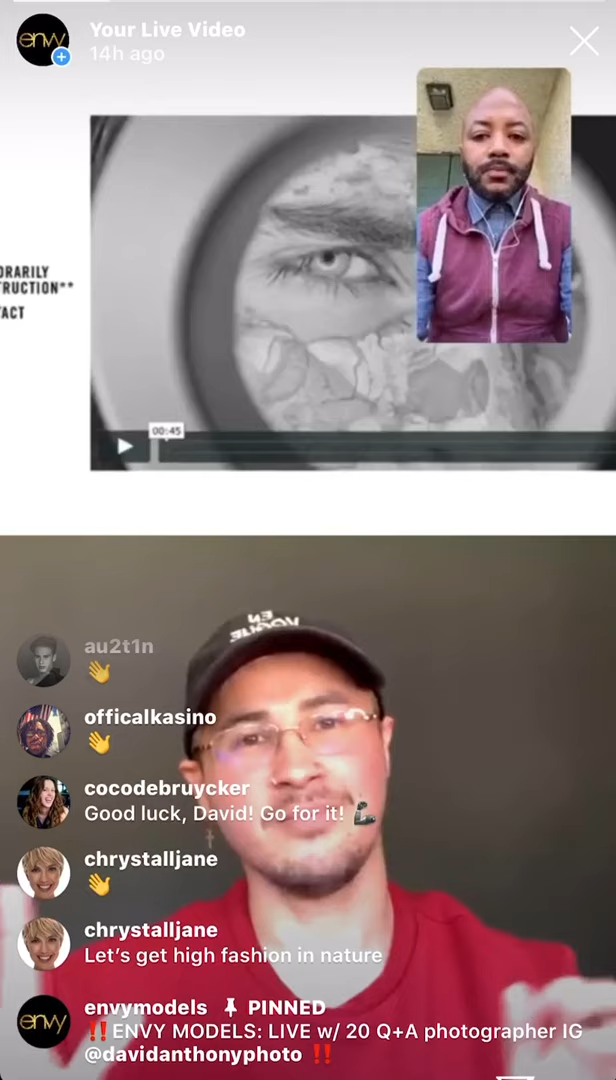 envy
Your Live Video
14h ago
ORARILY
TRUCTION**
TACT
00:45
au2t1n
👋
officalkasino
👋
cocodebruycker
Good luck, David! Go for it! 🦾
chrystalljane
👋
chrystalljane
Let's get high fashion in nature
envy
envymodels 📌 PINNED
‼️ENVY MODELS: LIVE w/ 20 Q+A photographer IG
@davidanthonyphoto ‼️